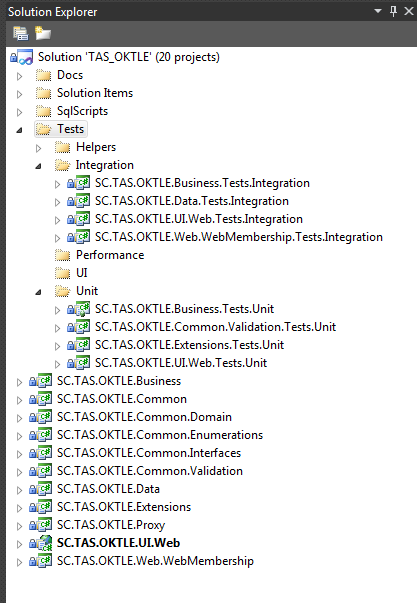 Solution Explorer
Solution 'TAS_OKTLE' (20 projects)
Docs
Solution Items
SqlScripts
Tests
Helpers
Integration
SC.TAS.OKTLE.Business.Tests.Integration
SC.TAS.OKTLE.Data.Tests.Integration
SC.TAS.OKTLE.UI.Web.Tests.Integration
SC.TAS.OKTLE.Web.WebMembership.Tests.Integration
Performance
UI
Unit
SC.TAS.OKTLE.Business.Tests.Unit
SC.TAS.OKTLE.Common.Validation.Tests.Unit
SC.TAS.OKTLE.Extensions.Tests.Unit
SC.TAS.OKTLE.UI.Web.Tests.Unit
SC.TAS.OKTLE.Business
SC.TAS.OKTLE.Common
SC.TAS.OKTLE.Common.Domain
SC.TAS.OKTLE.Common.Enumerations
SC.TAS.OKTLE.Common.Interfaces
SC.TAS.OKTLE.Common.Validation
SC.TAS.OKTLE.Data
SC.TAS.OKTLE.Extensions
SC.TAS.OKTLE.Proxy
SC.TAS.OKTLE.UI.Web
SC.TAS.OKTLE.Web.WebMembership